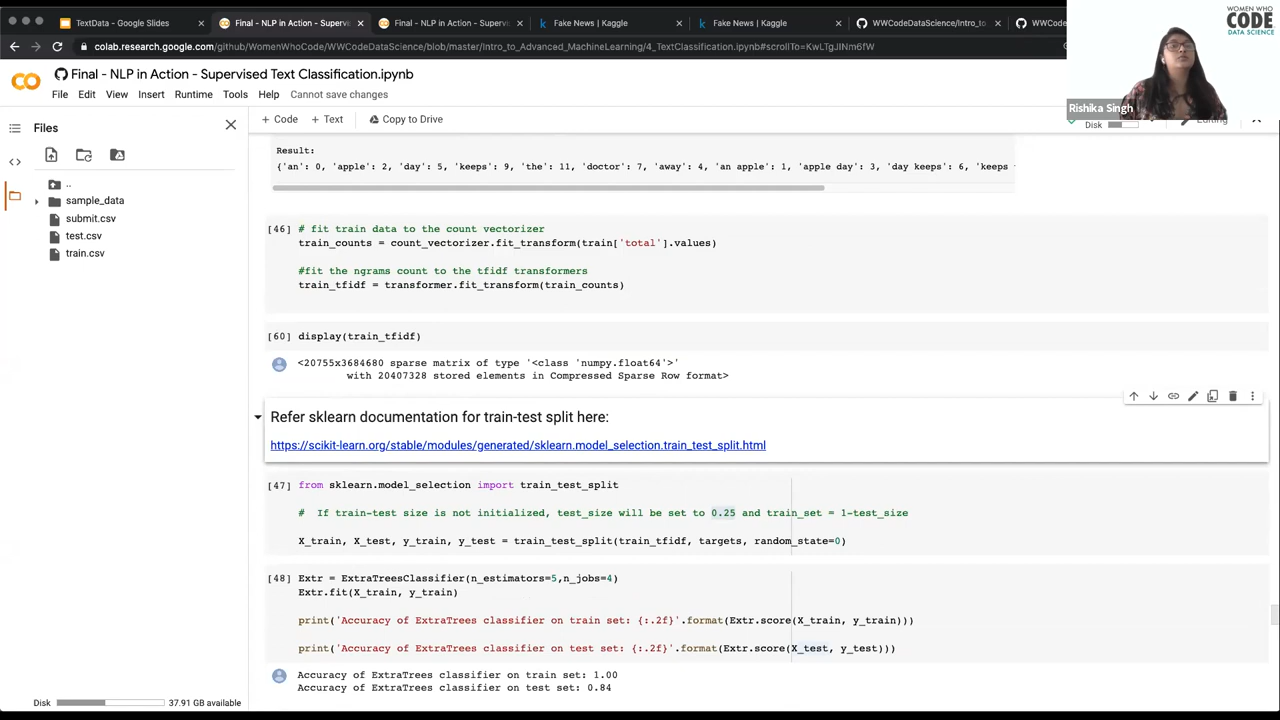 TextData - Google Slides
Final - NLP in Action - Superv
Final - NLP in Action - Superv
Fake News | Kaggle
Fake News | Kaggle
WWCodeDataScience/Intro_to
WWCod
WOMEN WHO
CODE
DATA SCIENCE
colab.research.google.com/github/WomenWhoCode/WWCodeDataScience/blob/master/Intro_to_Advanced_MachineLearning/4_TextClassification.ipynb#scrollTo=KwLTgJINm6fW
Final - NLP in Action - Supervised Text Classification.ipynb
File Edit View Insert Runtime Tools Help Cannot save changes
Rishika Singh
+ Code + Text Copy to Drive
Disk
Editing
Files
..
sample_data
submit.csv
test.csv
train.csv
Result:
{'an': 0, 'apple': 2, 'day': 5, 'keeps': 9, 'the': 11, 'doctor': 7, 'away': 4, 'an apple': 1, 'apple day': 3, 'day keeps': 6, 'keeps
[46] # fit train data to the count vectorizer
train_counts = count_vectorizer.fit_transform(train['total'].values)
#fit the ngrams count to the tfidf transformers
train_tfidf = transformer.fit_transform(train_counts)
[60] display(train_tfidf)
<20755x3684680 sparse matrix of type '<class 'numpy.float64'>'
with 20407328 stored elements in Compressed Sparse Row format>
Refer sklearn documentation for train-test split here:
https://scikit-learn.org/stable/modules/generated/sklearn.model_selection.train_test_split.html
[47] from sklearn.model_selection import train_test_split
# If train-test size is not initialized, test_size will be set to 0.25 and train_set = 1-test_size
X_train, X_test, y_train, y_test = train_test_split(train_tfidf, targets, random_state=0)
[48] Extr = ExtraTreesClassifier(n_estimators=5,n_jobs=4)
Extr.fit(X_train, y_train)
print('Accuracy of ExtraTrees classifier on train set: {:.2f}'.format(Extr.score(X_train, y_train)))
print('Accuracy of ExtraTrees classifier on test set: {:.2f}'.format(Extr.score(X_test, y_test)))
Accuracy of ExtraTrees classifier on train set: 1.00
Accuracy of ExtraTrees classifier on test set: 0.84
Disk 37.91 GB available